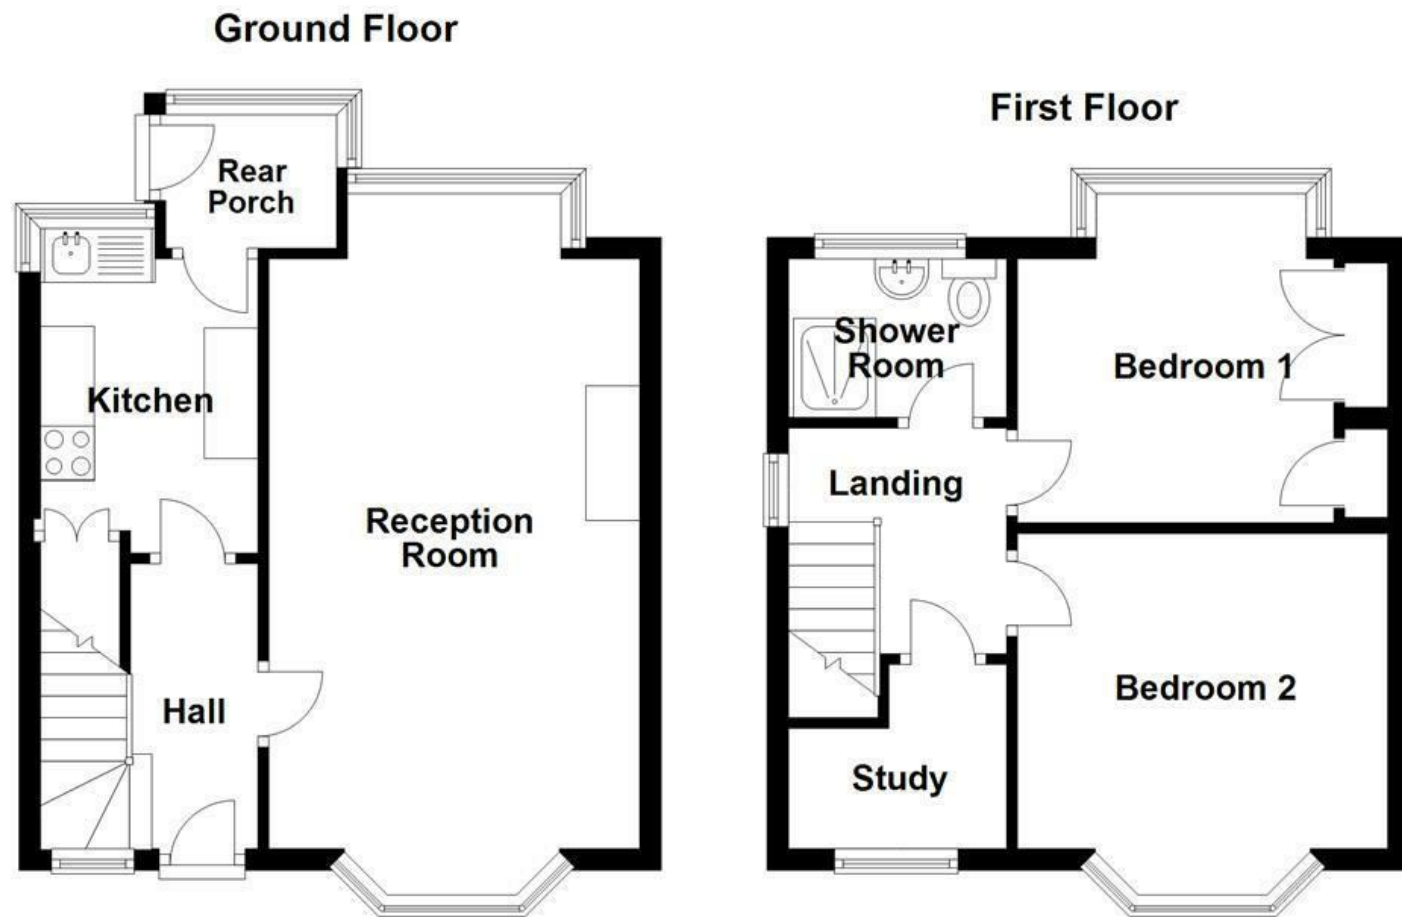 Ground Floor
Rear
Porch
Kitchen
Reception
Room
Hall
First Floor
Shower
Room
Bedroom 1
Landing
Bedroom 2
Study